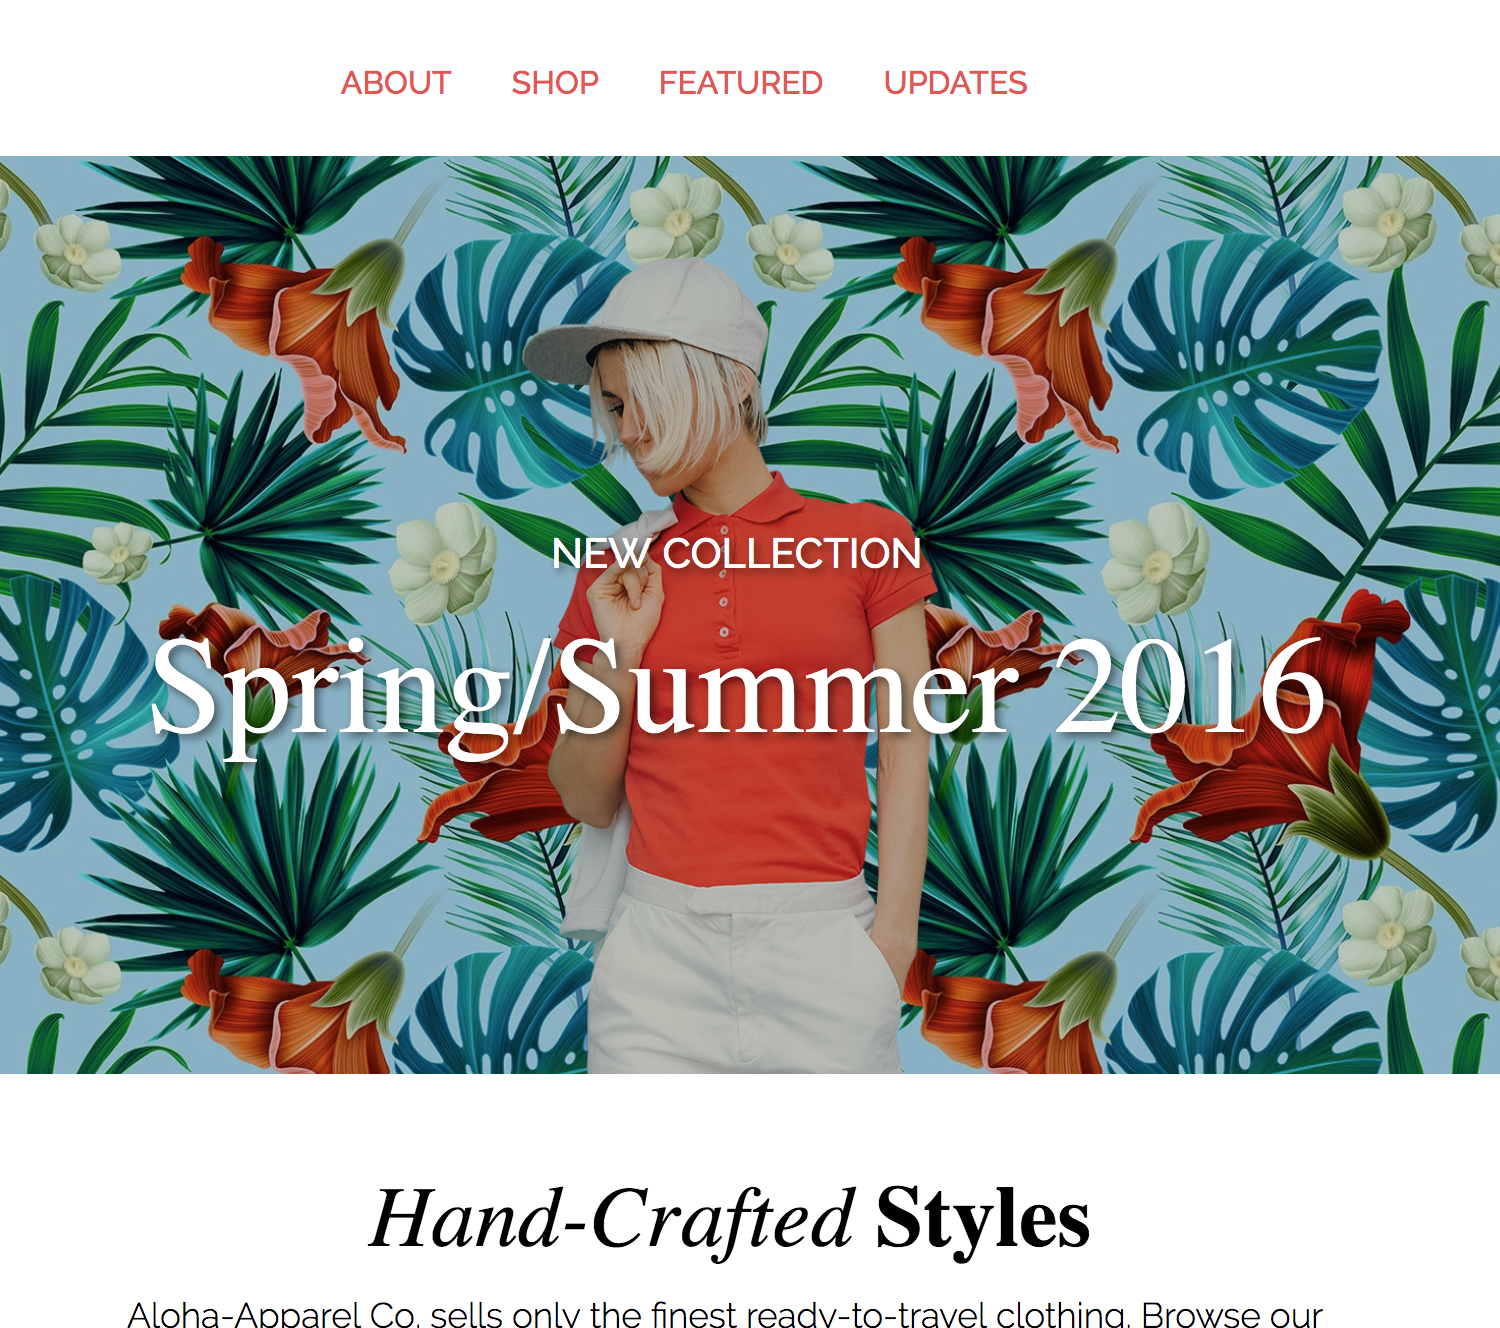 ABOUT SHOP FEATURED UPDATES
NEW COLLECTION
Spring/Summer 2016
Hand-Crafted Styles
Aloha-Apparel Co. sells only the finest ready-to-travel clothing. Browse our